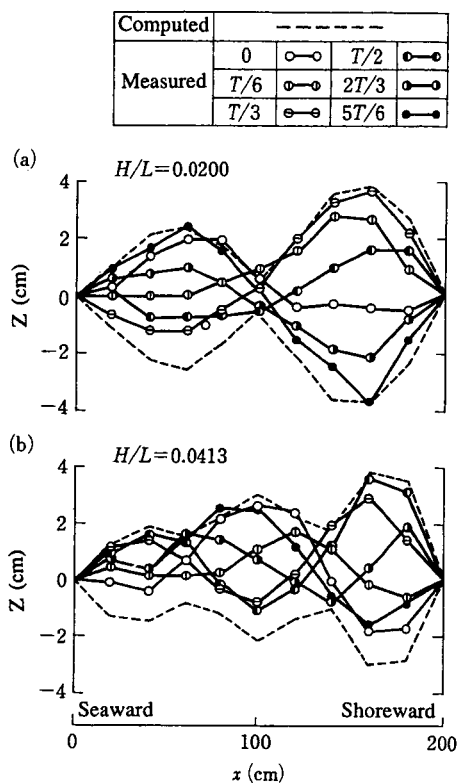 Computed
Measured
0 T/2
T/6 2T/3
T/3 5T/6
(a)
H/L=0.0200
4
2
0
-2
-4
Z (cm)
(b)
H/L=0.0413
4
2
0
-2
-4
Z (cm)
Seaward Shoreward
0 100 200
x (cm)